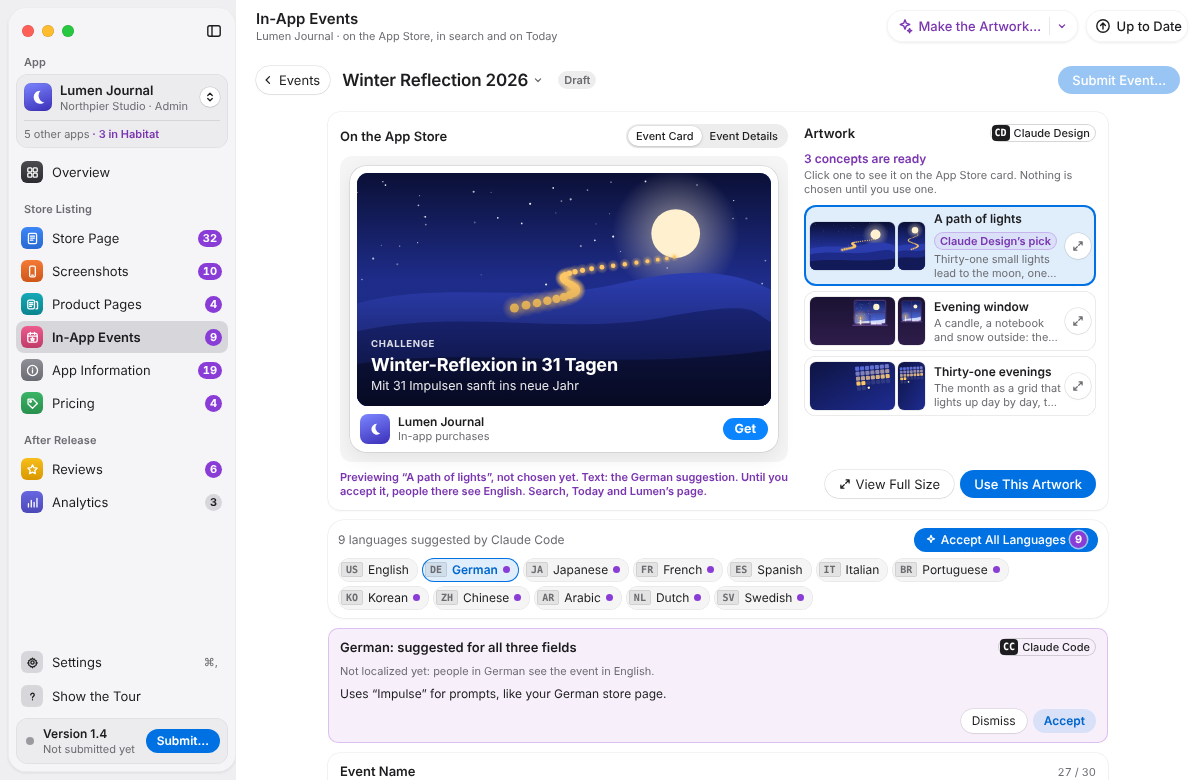 App
Lumen Journal
Northpier Studio · Admin
5 other apps · 3 in Habitat
Overview
Store Listing
Store Page 32
Screenshots 10
Product Pages 4
In-App Events 9
App Information 19
Pricing 4
After Release
Reviews 6
Analytics 3
Settings ⌘,
? Show the Tour
Version 1.4
Not submitted yet
Submit...
In-App Events
Lumen Journal · on the App Store, in search and on Today
Make the Artwork...
Up to Date
Events
Winter Reflection 2026
Draft
Submit Event...
On the App Store
Event Card Event Details
CHALLENGE
Winter-Reflexion in 31 Tagen
Mit 31 Impulsen sanft ins neue Jahr
Lumen Journal
In-app purchases
Get
Previewing “A path of lights”, not chosen yet. Text: the German suggestion. Until you
accept it, people there see English. Search, Today and Lumen’s page.
Artwork
CD Claude Design
3 concepts are ready
Click one to see it on the App Store card. Nothing is
chosen until you use one.
A path of lights
Claude Design’s pick
Thirty-one small lights
lead to the moon, one...
Evening window
A candle, a notebook
and snow outside: the...
Thirty-one evenings
The month as a grid that
lights up day by day, t...
View Full Size
Use This Artwork
9 languages suggested by Claude Code
Accept All Languages 9
US English DE German JA Japanese FR French ES Spanish IT Italian BR Portuguese
KO Korean ZH Chinese AR Arabic NL Dutch SV Swedish
German: suggested for all three fields
CC Claude Code
Not localized yet: people in German see the event in English.
Uses “Impulse” for prompts, like your German store page.
Dismiss Accept
Event Name 27 / 30